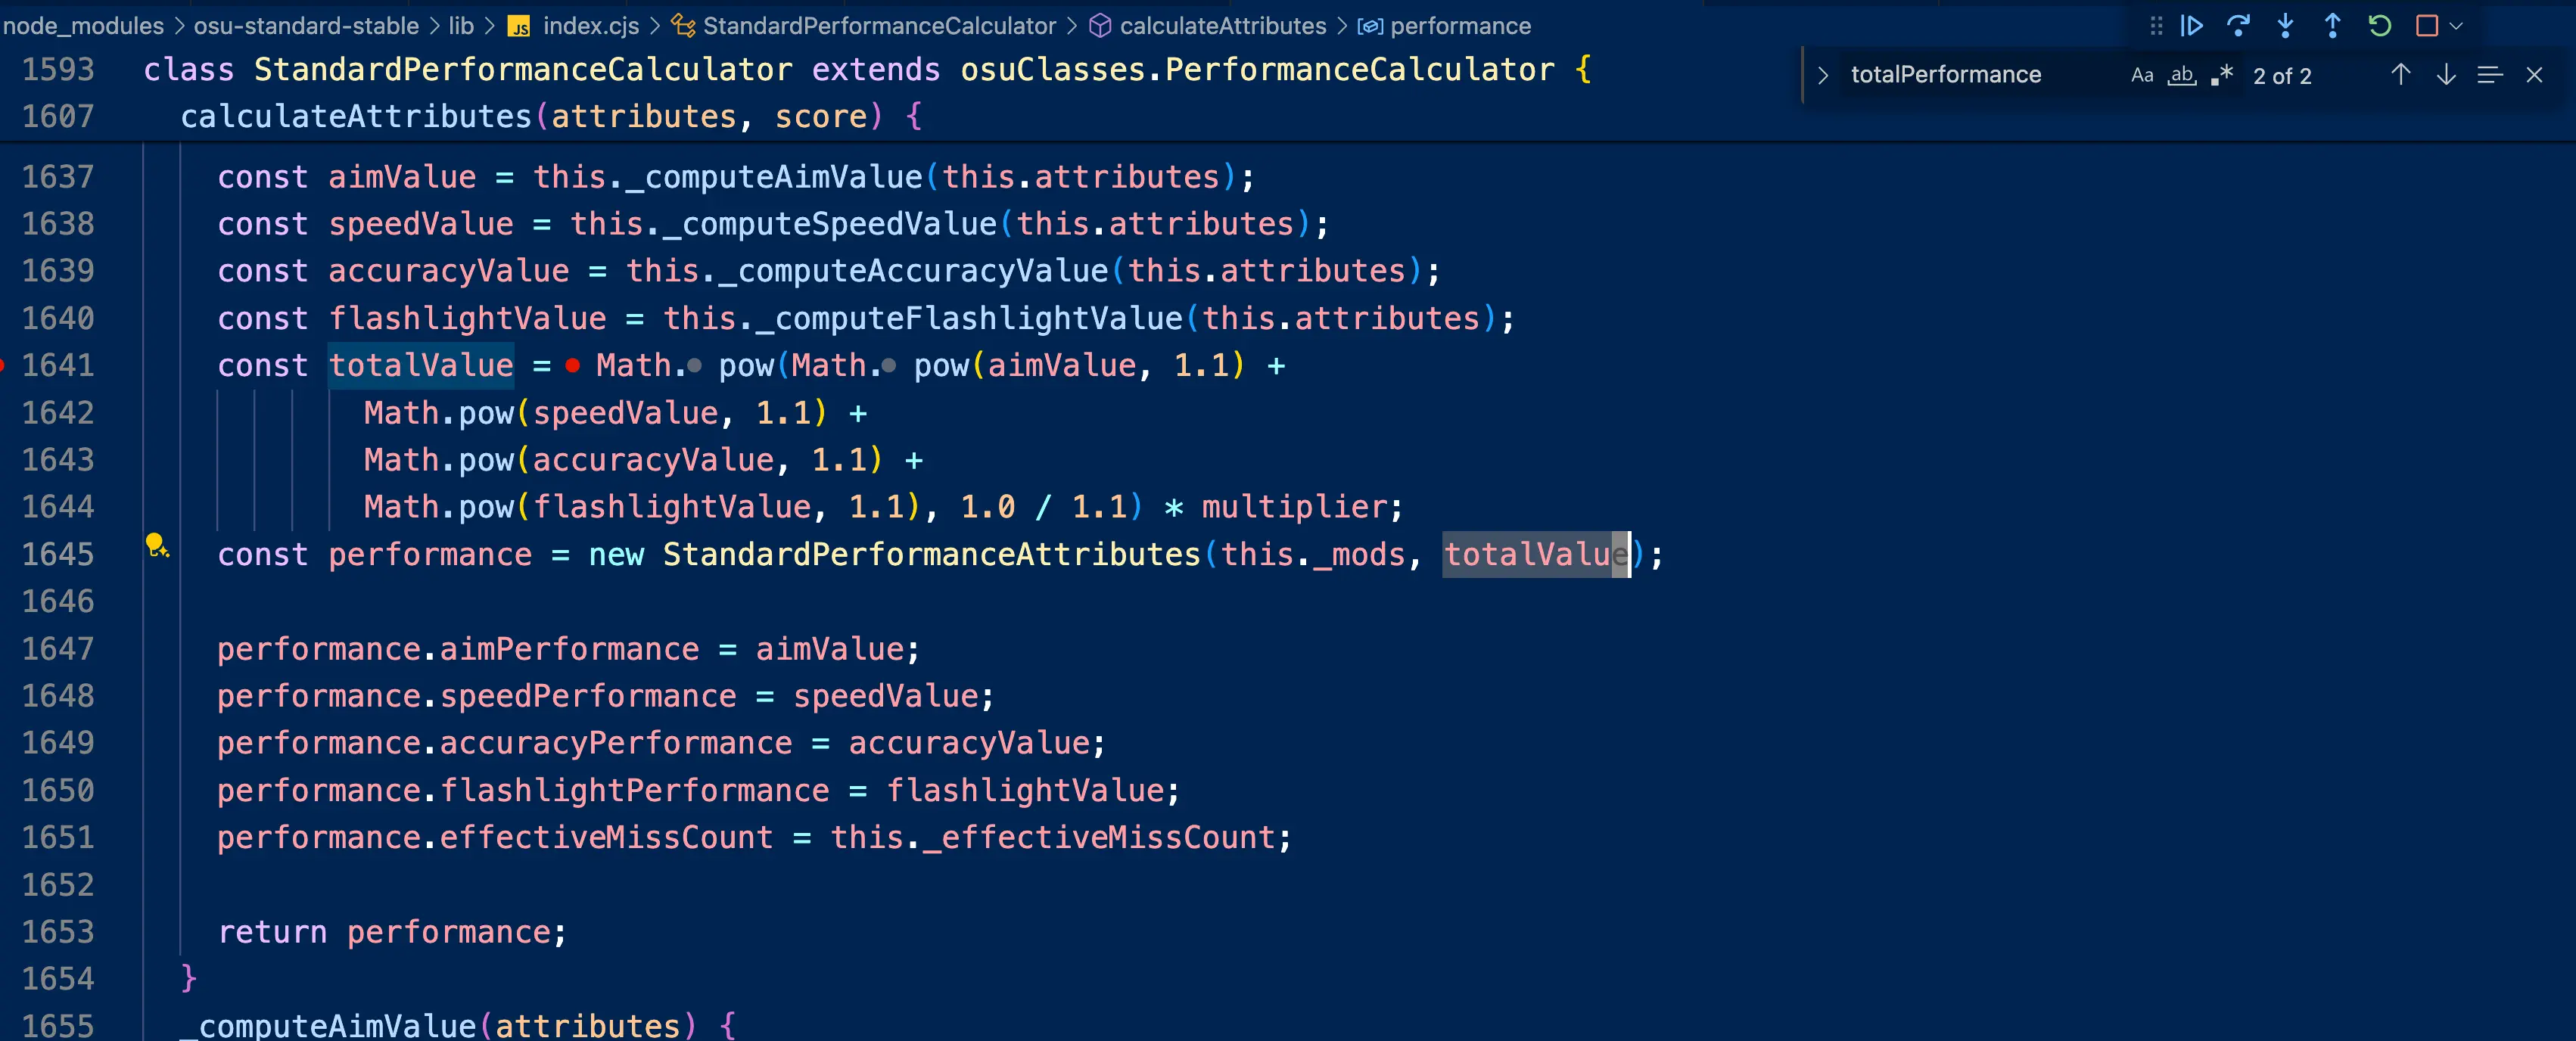 node_modules > osu-standard-stable > lib > JS index.cjs > StandardPerformanceCalculator > calculateAttributes > performance
totalPerformance Aa ab .* 2 of 2
1593 class StandardPerformanceCalculator extends osuClasses.PerformanceCalculator {
1607 calculateAttributes(attributes, score) {
1637 const aimValue = this._computeAimValue(this.attributes);
1638 const speedValue = this._computeSpeedValue(this.attributes);
1639 const accuracyValue = this._computeAccuracyValue(this.attributes);
1640 const flashlightValue = this._computeFlashlightValue(this.attributes);
1641 const totalValue = Math.pow(Math.pow(aimValue, 1.1) +
1642 Math.pow(speedValue, 1.1) +
1643 Math.pow(accuracyValue, 1.1) +
1644 Math.pow(flashlightValue, 1.1), 1.0 / 1.1) * multiplier;
1645 const performance = new StandardPerformanceAttributes(this._mods, totalValue);
1646
1647 performance.aimPerformance = aimValue;
1648 performance.speedPerformance = speedValue;
1649 performance.accuracyPerformance = accuracyValue;
1650 performance.flashlightPerformance = flashlightValue;
1651 performance.effectiveMissCount = this._effectiveMissCount;
1652
1653 return performance;
1654 }
1655 _computeAimValue(attributes) {